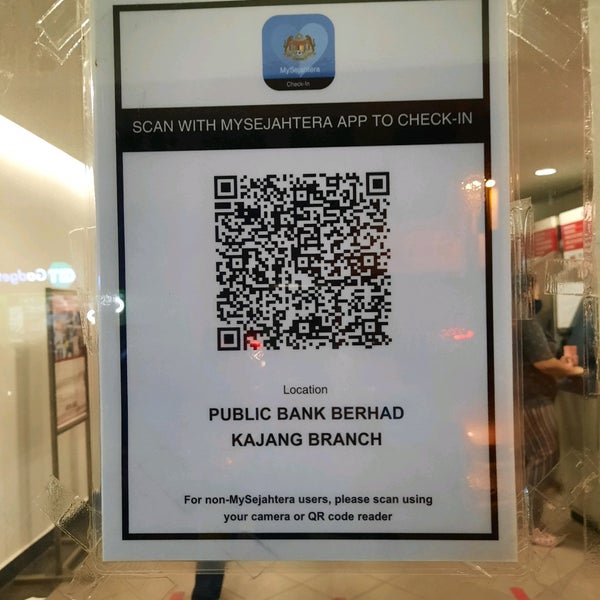 MySejahtera
Check-In
SCAN WITH MYSEJAHTERA APP TO CHECK-IN
Location
PUBLIC BANK BERHAD
KAJANG BRANCH
For non-MySejahtera users, please scan using
your camera or QR code reader